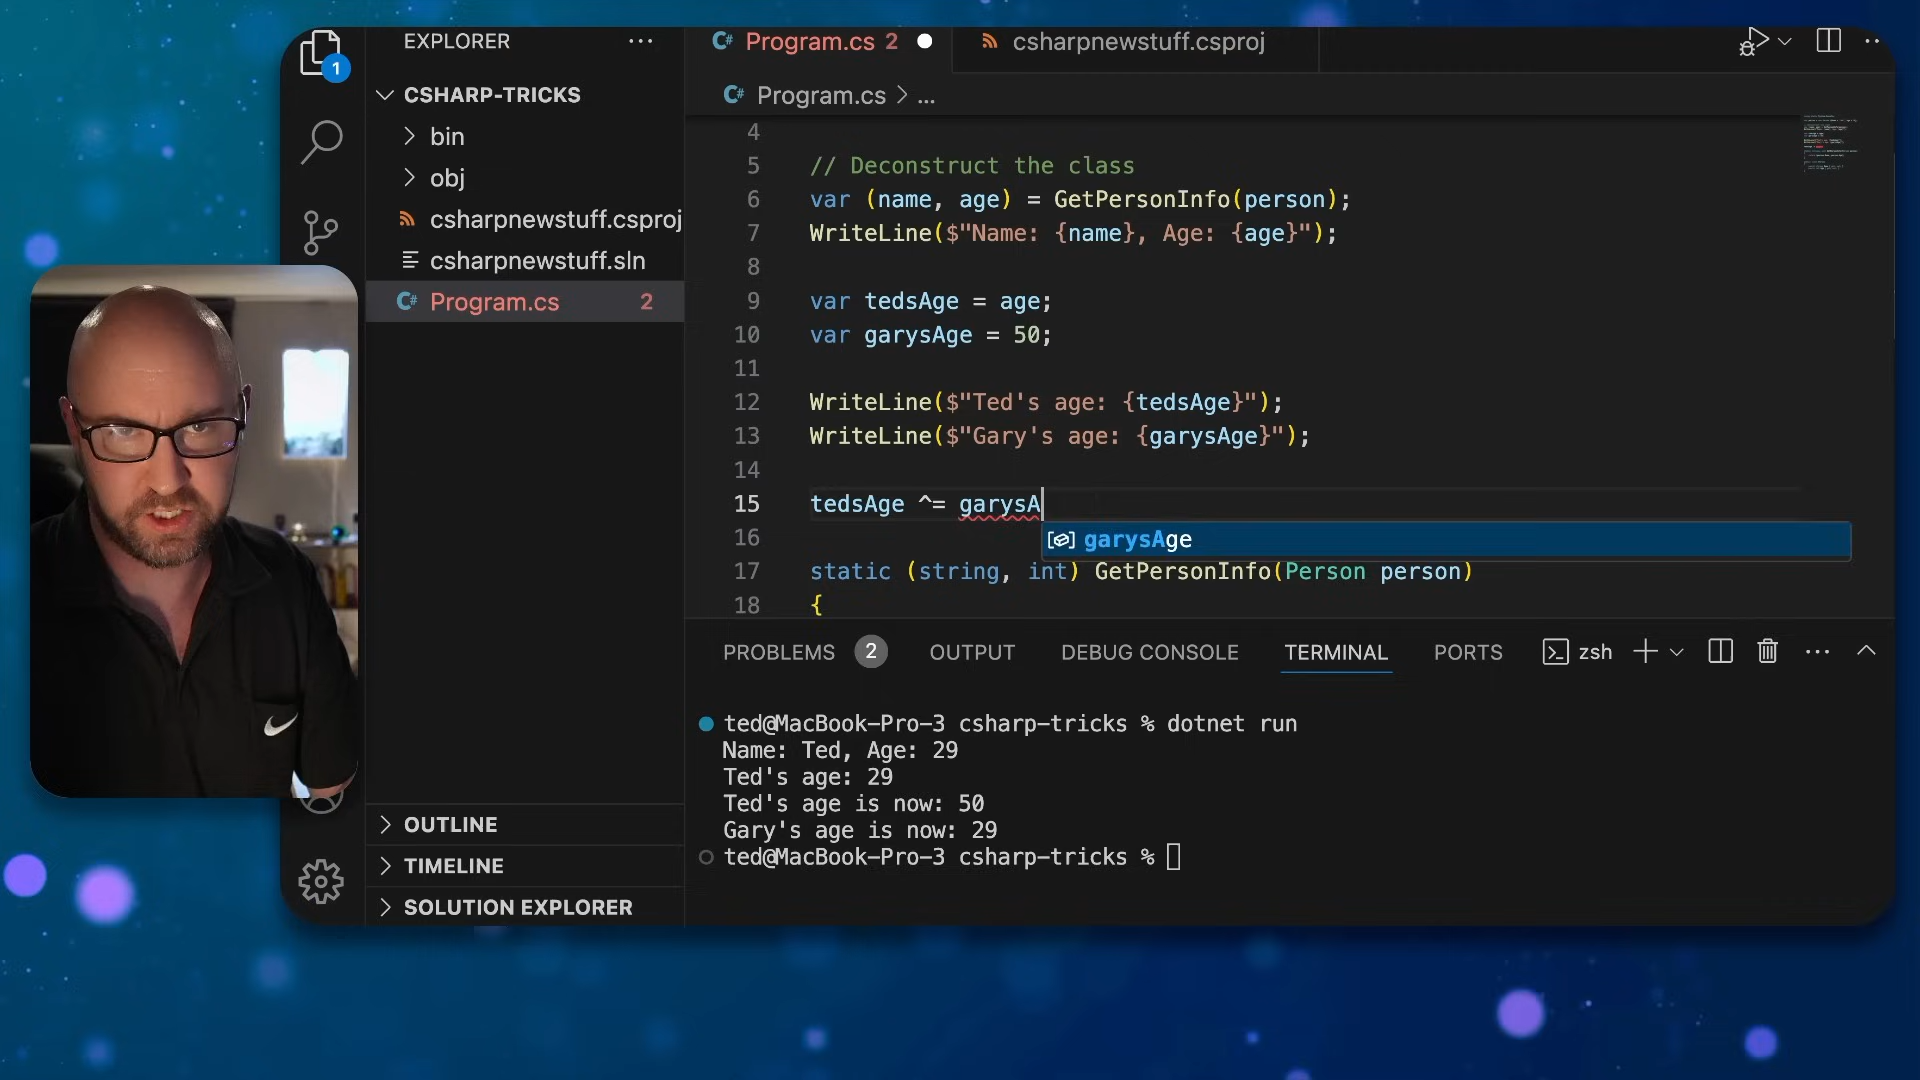 EXPLORER
1
CSHARP-TRICKS
bin
obj
csharpnewstuff.csproj
csharpnewstuff.sln
C# Program.cs 2
OUTLINE
TIMELINE
SOLUTION EXPLORER
C# Program.cs 2
csharpnewstuff.csproj
C# Program.cs > ...
4
5 // Deconstruct the class
6 var (name, age) = GetPersonInfo(person);
7 WriteLine($"Name: {name}, Age: {age}");
8
9 var tedsAge = age;
10 var garysAge = 50;
11
12 WriteLine($"Ted's age: {tedsAge}");
13 WriteLine($"Gary's age: {garysAge}");
14
15 tedsAge ^= garysA
16
garysAge
17 static (string, int) GetPersonInfo(Person person)
18 {
PROBLEMS 2 OUTPUT DEBUG CONSOLE TERMINAL PORTS zsh
ted@MacBook-Pro-3 csharp-tricks % dotnet run
Name: Ted, Age: 29
Ted's age: 29
Ted's age is now: 50
Gary's age is now: 29
ted@MacBook-Pro-3 csharp-tricks %